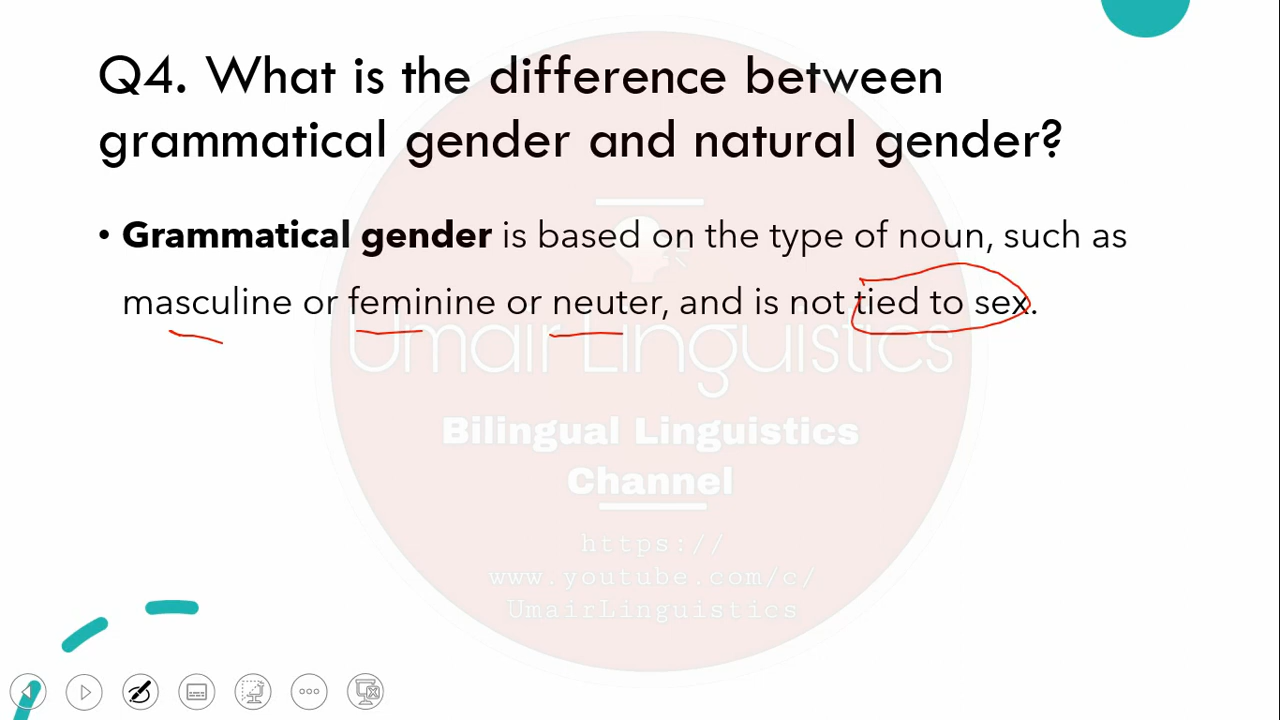 Q4. What is the difference between
grammatical gender and natural gender?
• Grammatical gender is based on the type of noun, such as
masculine or feminine or neuter, and is not tied to sex.
Umair Linguistics
Bilingual Linguistics
Channel
https://
www.youtube.com/c/
UmairLinguistics